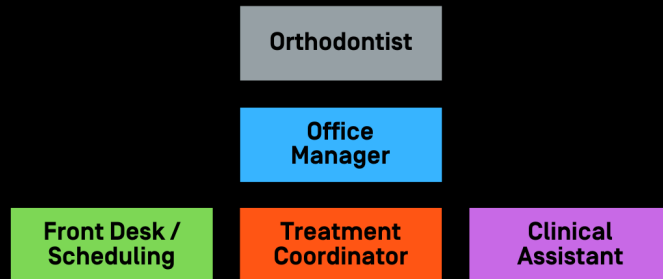 Orthodontist
Office
Manager
Front Desk /
Scheduling
Treatment
Coordinator
Clinical
Assistant